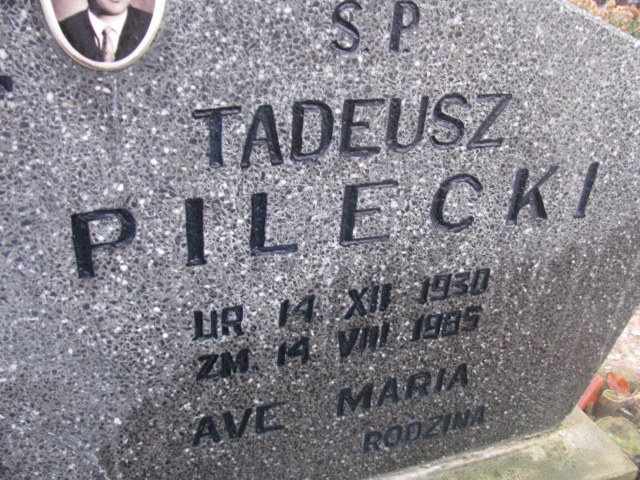 S P
TADEUSZ
PILECKI
UR. 14. XII 1930
ZM. 14 VIII 1985
AVE MARIA
RODZINA